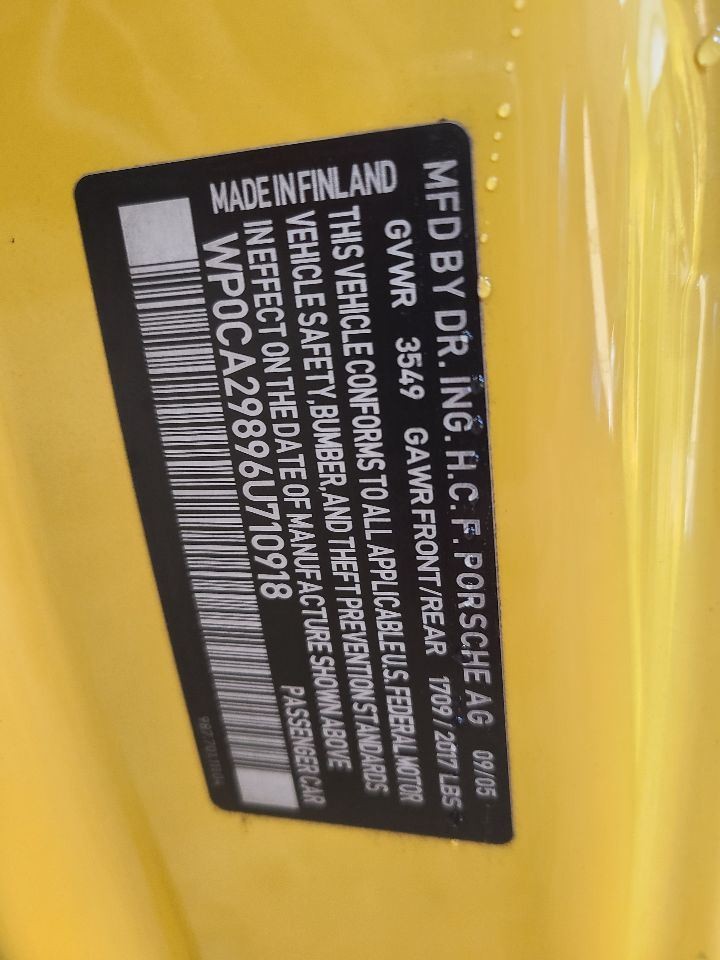 MFD BY DR. ING. H.C. F. PORSCHE AG 09/05
GVWR 3549 GAWR FRONT/REAR 1709 / 2017 LBS
THIS VEHICLE CONFORMS TO ALL APPLICABLE U.S. FEDERAL MOTOR
VEHICLE SAFETY, BUMBER, AND THEFT PREVENTION STANDARDS
IN EFFECT ON THE DATE OF MANUFACTURE SHOWN ABOVE
MADE IN FINLAND
WP0CA29896U710918
PASSENGER CAR